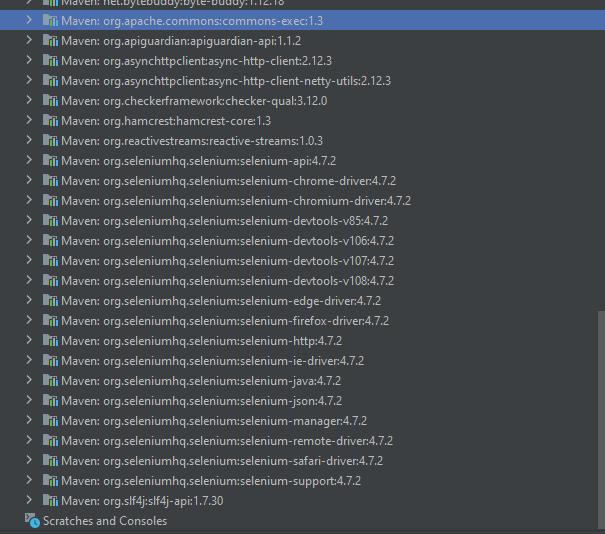 Maven: net.bytebuddy:byte-buddy:1.12.18
Maven: org.apache.commons:commons-exec:1.3
Maven: org.apiguardian:apiguardian-api:1.1.2
Maven: org.asynchttpclient:async-http-client:2.12.3
Maven: org.asynchttpclient:async-http-client-netty-utils:2.12.3
Maven: org.checkerframework:checker-qual:3.12.0
Maven: org.hamcrest:hamcrest-core:1.3
Maven: org.reactivestreams:reactive-streams:1.0.3
Maven: org.seleniumhq.selenium:selenium-api:4.7.2
Maven: org.seleniumhq.selenium:selenium-chrome-driver:4.7.2
Maven: org.seleniumhq.selenium:selenium-chromium-driver:4.7.2
Maven: org.seleniumhq.selenium:selenium-devtools-v85:4.7.2
Maven: org.seleniumhq.selenium:selenium-devtools-v106:4.7.2
Maven: org.seleniumhq.selenium:selenium-devtools-v107:4.7.2
Maven: org.seleniumhq.selenium:selenium-devtools-v108:4.7.2
Maven: org.seleniumhq.selenium:selenium-edge-driver:4.7.2
Maven: org.seleniumhq.selenium:selenium-firefox-driver:4.7.2
Maven: org.seleniumhq.selenium:selenium-http:4.7.2
Maven: org.seleniumhq.selenium:selenium-ie-driver:4.7.2
Maven: org.seleniumhq.selenium:selenium-java:4.7.2
Maven: org.seleniumhq.selenium:selenium-json:4.7.2
Maven: org.seleniumhq.selenium:selenium-manager:4.7.2
Maven: org.seleniumhq.selenium:selenium-remote-driver:4.7.2
Maven: org.seleniumhq.selenium:selenium-safari-driver:4.7.2
Maven: org.seleniumhq.selenium:selenium-support:4.7.2
Maven: org.slf4j:slf4j-api:1.7.30
Scratches and Consoles